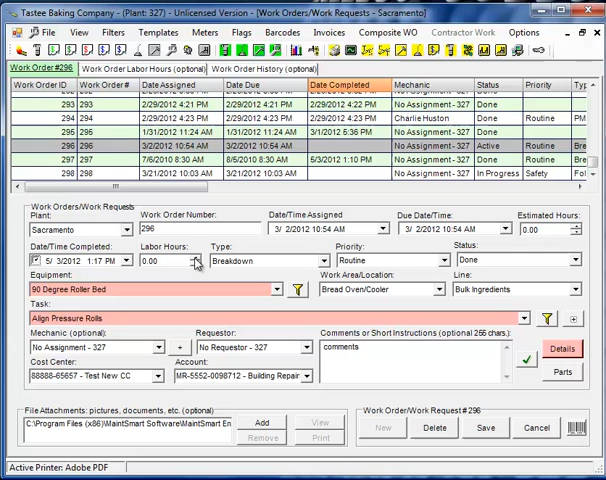 Tastee Baking Company - (Plant: 327) - Unlicensed Version - [Work Orders/Work Requests - Sacramento]
File Filters Templates Meters Flags Barcodes Invoices Composite WO Contractor Work Options
Work Order #296 Work Order Labor Hours (optional) Work Order History (optional)
Work Order ID Work Order # Date Assigned Date Due Date Completed Mechanic Status Priority
293 293 2/29/2012 4:21 PM 2/29/2012 4:21 PM 2/29/2012 4:22 PM No Assignment - 327 Done
294 294 2/29/2012 4:23 PM 2/29/2012 4:23 PM 2/29/2012 4:24 PM Charlie Huston Done Routine PM
295 295 1/31/2012 11:24 AM 1/31/2012 11:24 AM 3/1/2012 5:36 PM No Assignment - 327 Done
296 296 3/2/2012 10:54 AM 3/2/2012 10:54 AM No Assignment - 327 Active Routine Bre
297 297 7/6/2010 8:30 AM 8/5/2010 8:30 AM 5/3/2012 1:10 PM No Assignment - 327 Done Routine Bre
298 298 3/21/2012 10:03 AM 3/21/2012 10:03 AM No Assignment - 327 In Progress Safety Fol
Work Orders/Work Requests
Plant: Work Order Number: Date/Time Assigned Due Date/Time: Estimated Hours:
Sacramento 296 3/ 2/2012 10:54 AM 3/ 2/2012 10:54 AM 0.00
Date/Time Completed: Labor Hours: Type: Priority: Status:
5/ 3/2012 1:17 PM 0.00 Breakdown Routine Done
Equipment: Work Area/Location: Line:
90 Degree Roller Bed Bread Oven/Cooler Bulk Ingredients
Task:
Align Pressure Rolls
Mechanic (optional): Requestor: Comments or Short Instructions (optional 255 chars.)
No Assignment - 327 + No Requestor - 327 comments
Details
Cost Center: Account:
88888-65657 - Test New CC MR-5552-0098712 - Building Repair
Parts
File Attachments: pictures, documents, etc. (optional) Work Order/Work Request # 296
C:\Program Files (x86)\MaintSmart Software\MaintSmart En Add View New Delete Save Cancel
Remove Print
Active Printer: Adobe PDF